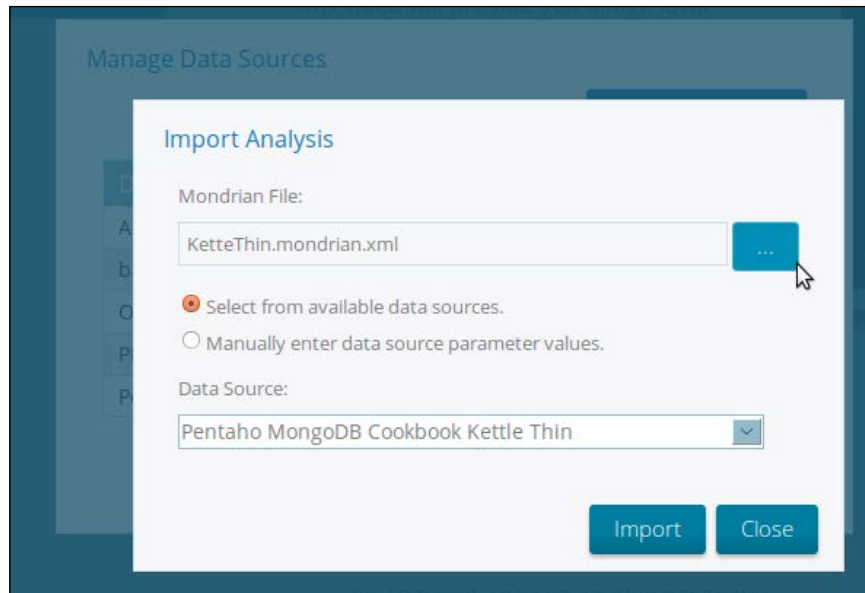 Manage Data Sources
Import Analysis
Mondrian File:
KetteThin.mondrian.xml
...
Select from available data sources.
Manually enter data source parameter values.
Data Source:
Pentaho MongoDB Cookbook Kettle Thin
Import
Close